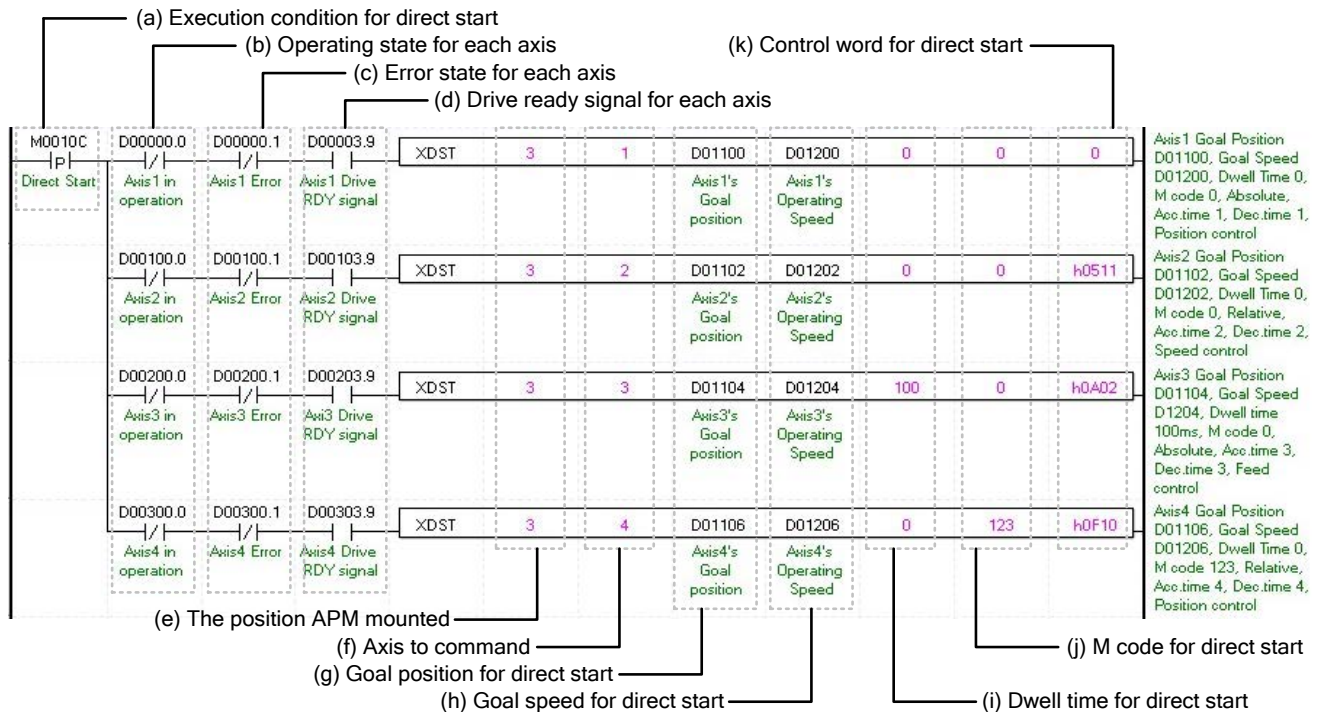 (a) Execution condition for direct start
(b) Operating state for each axis
(k) Control word for direct start
(c) Error state for each axis
(d) Drive ready signal for each axis
M0010C
P
Direct Start
D00000.0
D00000.1
D00003.9
XDST 3 1 D01100 D01200 0 0 0
Axis1 in
operation
Axis1 Error
Axis1 Drive
RDY signal
Axis1's
Goal
position
Axis1's
Operating
Speed
Axis1 Goal Position
D01100, Goal Speed
D01200, Dwell Time 0,
M code 0, Absolute,
Acc.time 1, Dec.time 1,
Position control
D00100.0
D00100.1
D00103.9
XDST 3 2 D01102 D01202 0 0 h0511
Axis2 in
operation
Axis2 Error
Axis2 Drive
RDY signal
Axis2's
Goal
position
Axis2's
Operating
Speed
Axis2 Goal Position
D01102, Goal Speed
D01202, Dwell Time 0,
M code 0, Relative,
Acc.time 2, Dec.time 2,
Speed control
D00200.0
D00200.1
D00203.9
XDST 3 3 D01104 D01204 100 0 h0A02
Axis3 in
operation
Axis3 Error
Axi3 Drive
RDY signal
Axis3's
Goal
position
Axis3's
Operating
Speed
Axis3 Goal Position
D01104, Goal Speed
D1204, Dwell time
100ms, M code 0,
Absolute, Acc.time 3,
Dec.time 3, Feed
control
D00300.0
D00300.1
D00303.9
XDST 3 4 D01106 D01206 0 123 h0F10
Axis4 in
operation
Axis4 Error
Axis4 Drive
RDY signal
Axis4's
Goal
position
Axis4's
Operating
Speed
Axis4 Goal Position
D01106, Goal Speed
D01206, Dwell Time 0,
M code 123, Relative,
Acc.time 4, Dec.time 4,
Position control
(e) The position APM mounted
(f) Axis to command
(j) M code for direct start
(g) Goal position for direct start
(h) Goal speed for direct start
(i) Dwell time for direct start